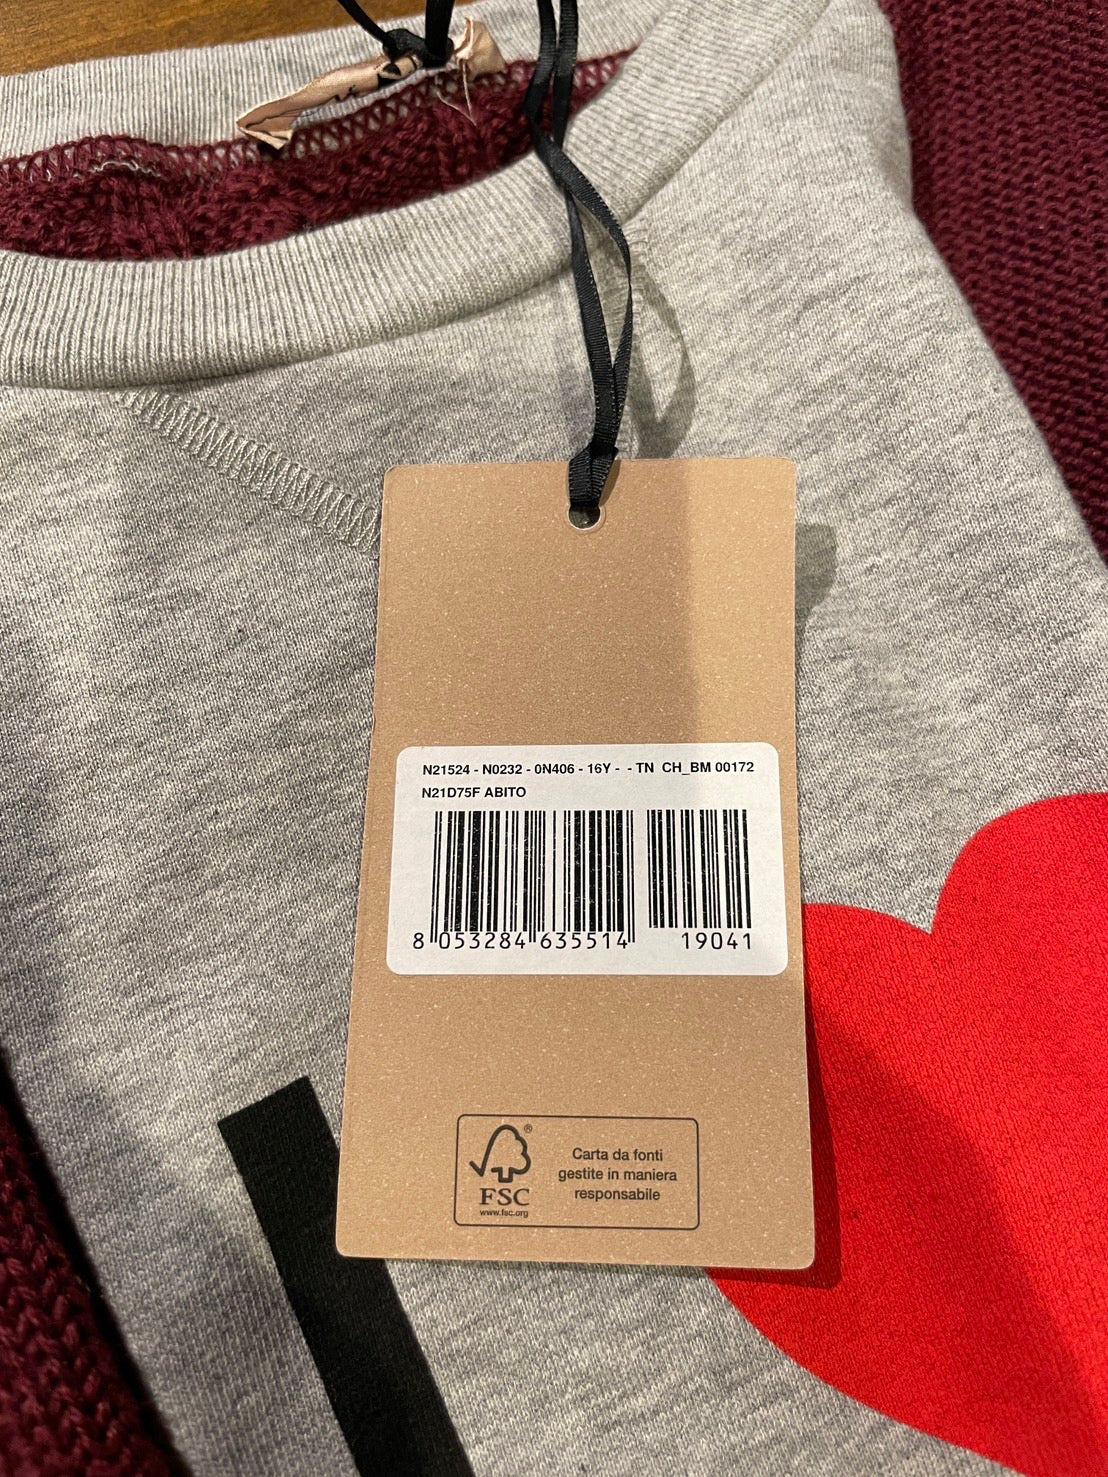 N21524 - N0232 - 0N406 - 16Y - - TN CH_BM 00172
N21D75F ABITO
8 053284 635514 19041
FSC®
www.fsc.org
Carta da fonti
gestite in maniera
responsabile